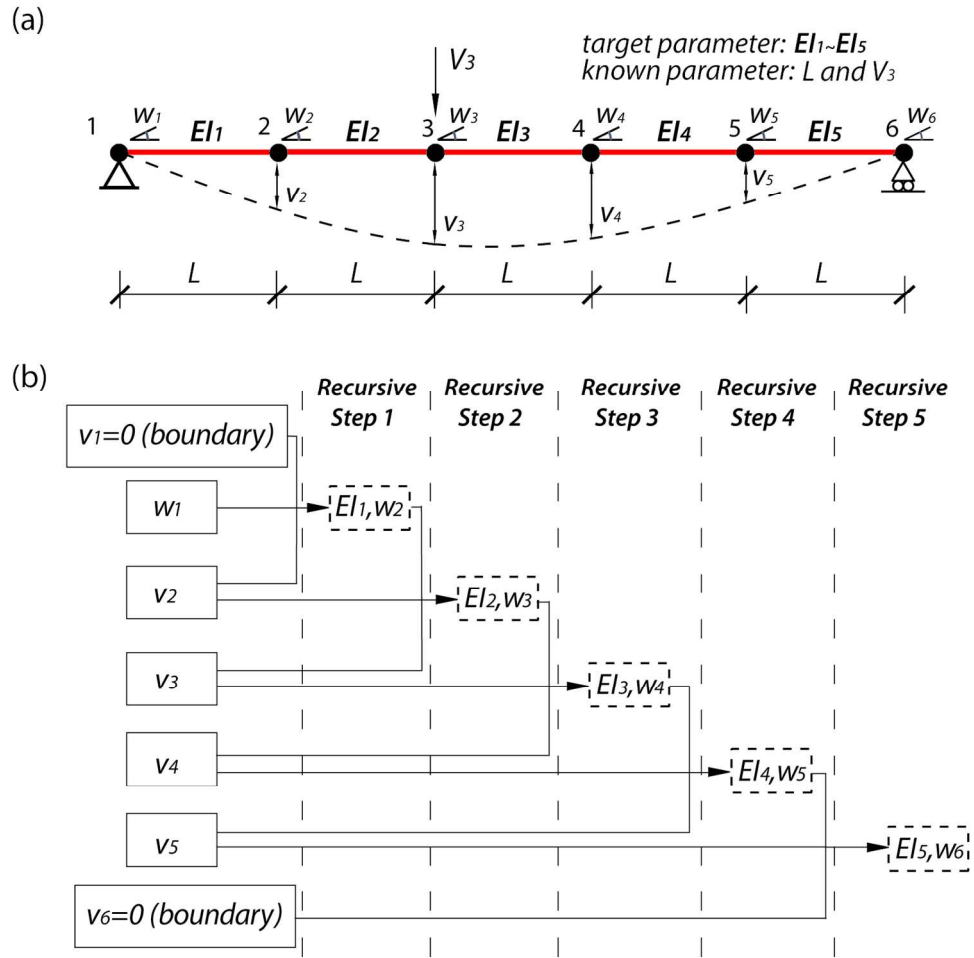 (a)
target parameter: EI1~EI5
known parameter: L and V3
V3
1 w1 EI1 2 w2 EI2 3 w3 EI3 4 w4 EI4 5 w5 EI5 6 w6
v2 v3 v4 v5
L L L L L
(b)
Recursive Step 1
Recursive Step 2
Recursive Step 3
Recursive Step 4
Recursive Step 5
v1=0 (boundary)
w1
EI1,w2
v2
EI2,w3
v3
EI3,w4
v4
EI4,w5
v5
EI5,w6
v6=0 (boundary)